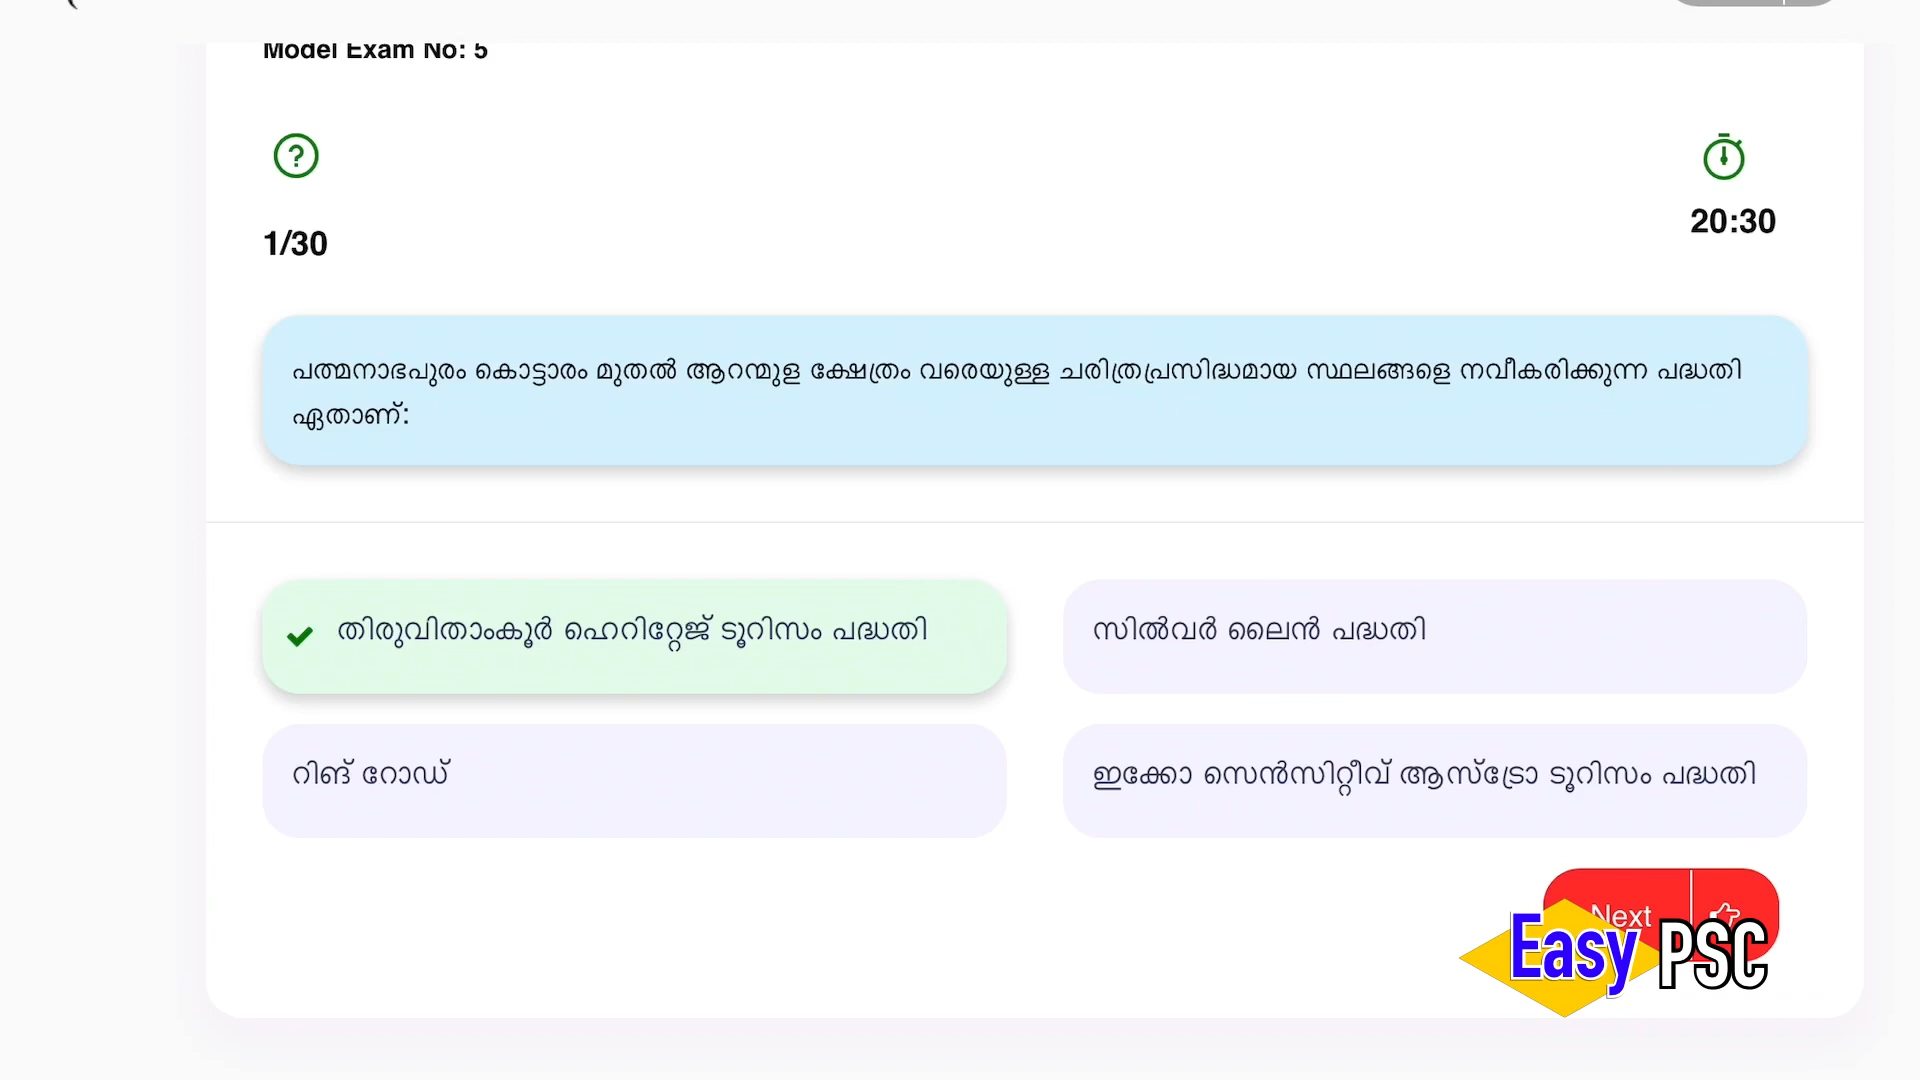 Model Exam No: 5
1/30
20:30
പത്മനാഭപുരം കൊട്ടാരം മുതൽ ആറന്മുള ക്ഷേത്രം വരെയുള്ള ചരിത്രപ്രസിദ്ധമായ സ്ഥലങ്ങളെ നവീകരിക്കുന്ന പദ്ധതി
ഏതാണ്:
തിരുവിതാംകൂർ ഹെറിറ്റേജ് ടൂറിസം പദ്ധതി
സിൽവർ ലൈൻ പദ്ധതി
റിങ് റോഡ്
ഇക്കോ സെൻസിറ്റീവ് ആസ്ട്രോ ടൂറിസം പദ്ധതി
Next
Easy PSC